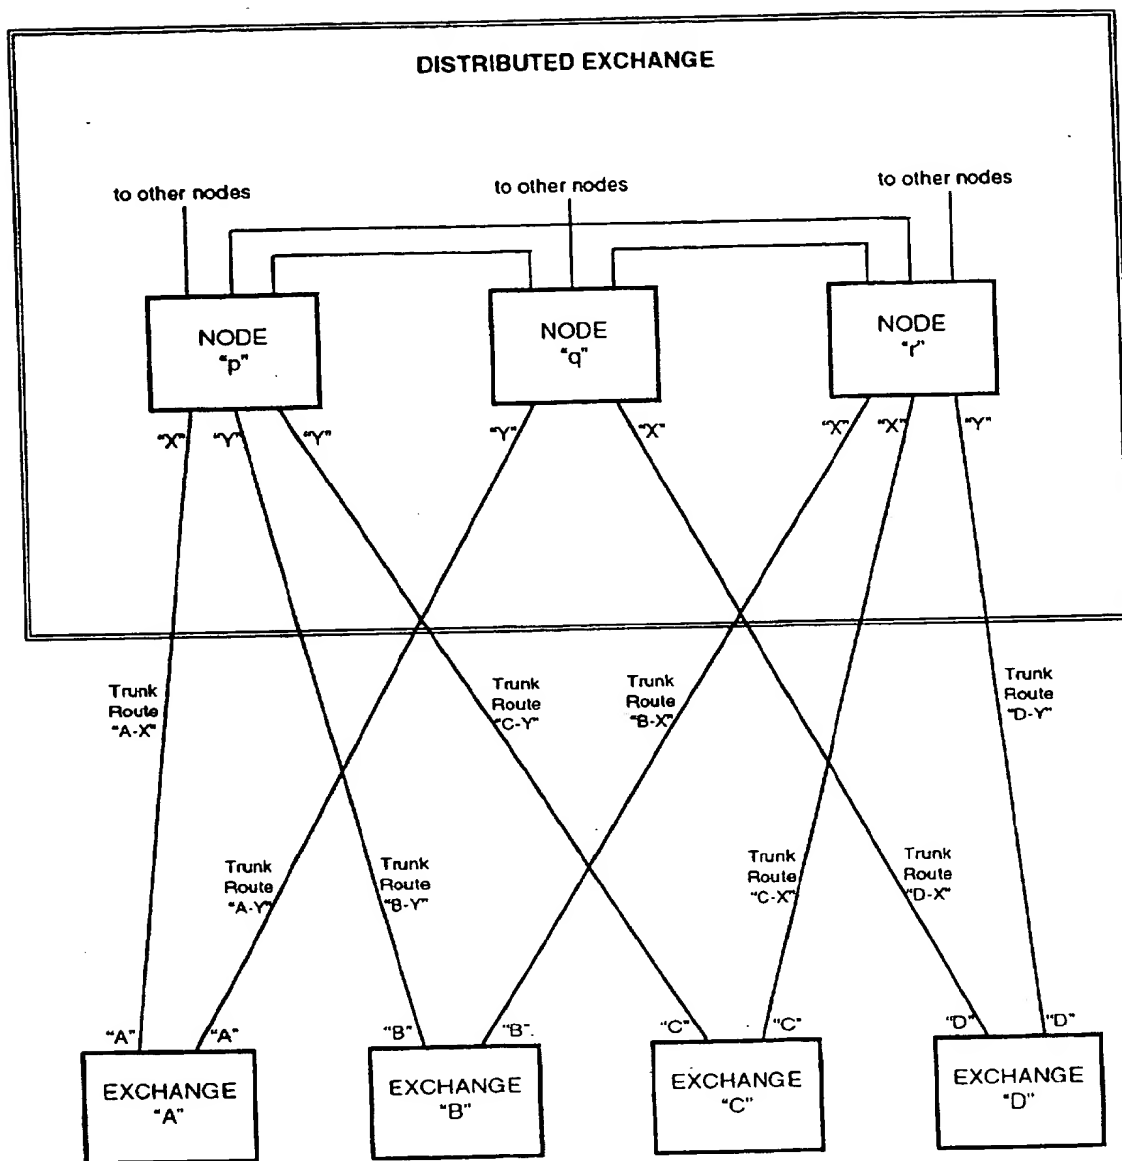 DISTRIBUTED EXCHANGE
to other nodes
to other nodes
to other nodes
NODE
"p"
NODE
"q"
NODE
"r"
"X"
"Y"
"Y"
"Y"
"X"
"X"
"X"
"Y"
Trunk
Route
"A-X"
Trunk
Route
"C-Y"
Trunk
Route
"B-X"
Trunk
Route
"D-Y"
Trunk
Route
"A-Y"
Trunk
Route
"B-Y"
Trunk
Route
"C-X"
Trunk
Route
"D-X"
"A"
"A"
"B"
"B"
"C"
"C"
"D"
"D"
EXCHANGE
"A"
EXCHANGE
"B"
EXCHANGE
"C"
EXCHANGE
"D"